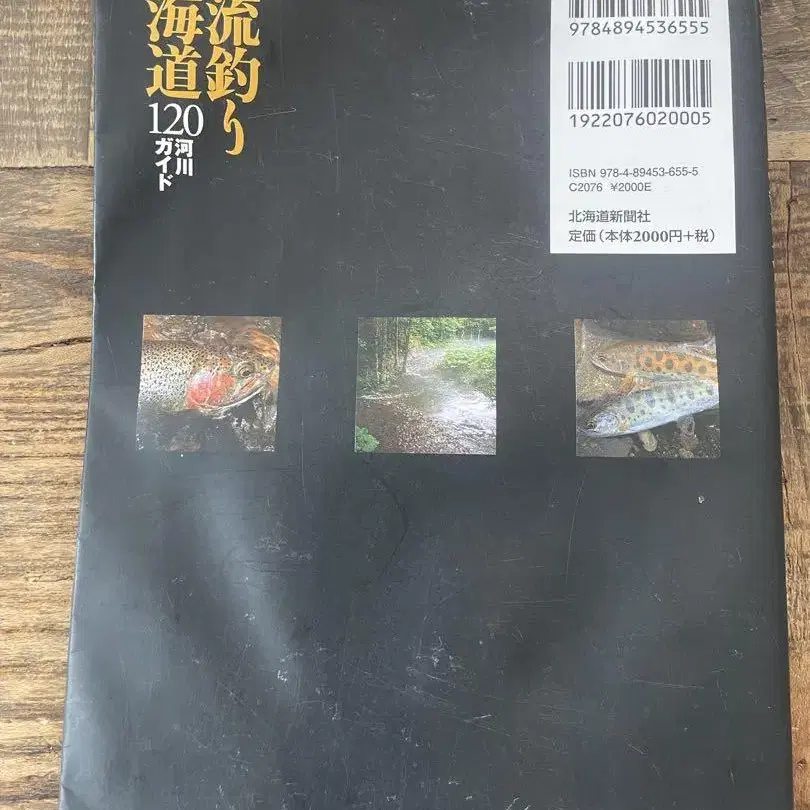 流釣り
海道
120
河川
ガイド
9784894536555
1922076020005
ISBN 978-4-89453-655-5
C2076 ¥2000E
北海道新聞社
定価(本体2000円+税)